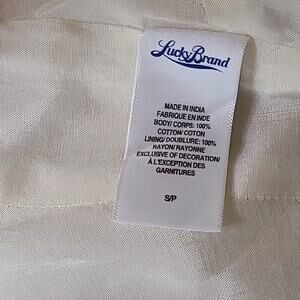 Lucky Brand
MADE IN INDIA
FABRIQUE EN INDE
BODY/ CORPS: 100%
COTTON/ COTON
LINING/ DOUBLURE: 100%
RAYON/ RAYONNE
EXCLUSIVE OF DECORATION/
À L'EXCEPTION DES
GARNITURES
S/P